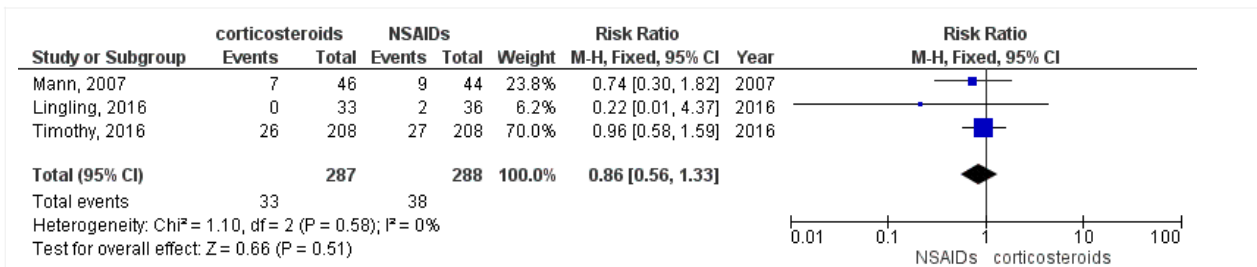 corticosteroids NSAIDs Risk Ratio Risk Ratio
Study or Subgroup Events Total Events Total Weight M-H, Fixed, 95% CI Year M-H, Fixed, 95% CI
Mann, 2007 7 46 9 44 23.8% 0.74 [0.30, 1.82] 2007
Lingling, 2016 0 33 2 36 6.2% 0.22 [0.01, 4.37] 2016
Timothy, 2016 26 208 27 208 70.0% 0.96 [0.58, 1.59] 2016
Total (95% CI) 287 288 100.0% 0.86 [0.56, 1.33]
Total events 33 38
Heterogeneity: Chi² = 1.10, df = 2 (P = 0.58); I² = 0%
Test for overall effect: Z = 0.66 (P = 0.51)
0.01 0.1 1 10 100
NSAIDs corticosteroids